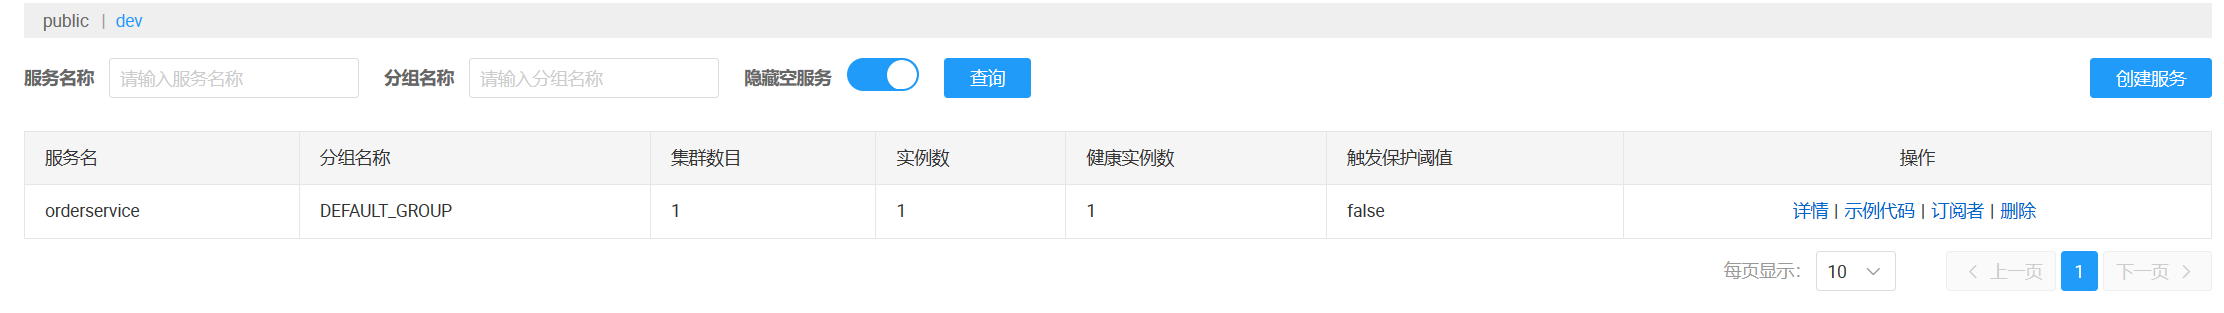 public | dev
服务名称 请输入服务名称 分组名称 请输入分组名称 隐藏空服务 查询 创建服务
服务名 分组名称 集群数目 实例数 健康实例数 触发保护阈值 操作
orderservice DEFAULT_GROUP 1 1 1 false 详情 | 示例代码 | 订阅者 | 删除
每页显示: 10 上一页 1 下一页